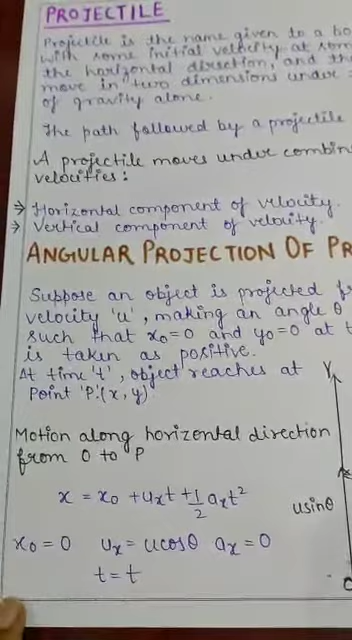 PROJECTILE
Projectile is the name given to a bo
with some initial velocity at som
the horizontal direction, and th
move in two dimensions under
of gravity alone.
The path followed by a projectile
A projectile moves under combin
velocities:
→ Horizontal component of velocity.
→ Vertical component of velocity.
ANGULAR PROJECTION OF PR
Suppose an object is projected fr
velocity 'u', making an angle θ
such that x₀=0 and y₀=0 at t
is taken as positive.
At time 't', object reaches at
Point 'P'(x,y)
Y
Motion along horizontal direction
from O to P
x = x₀ + uₓt + 1/2 aₓt²
usinθ
x₀ = 0 uₓ = ucosθ aₓ = 0
t = t
O